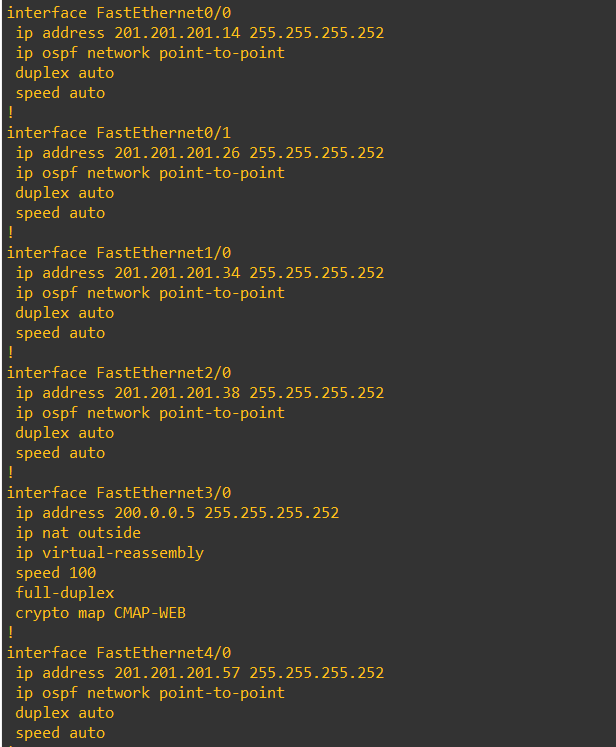 interface FastEthernet0/0
ip address 201.201.201.14 255.255.255.252
ip ospf network point-to-point
duplex auto
speed auto
!
interface FastEthernet0/1
ip address 201.201.201.26 255.255.255.252
ip ospf network point-to-point
duplex auto
speed auto
!
interface FastEthernet1/0
ip address 201.201.201.34 255.255.255.252
ip ospf network point-to-point
duplex auto
speed auto
!
interface FastEthernet2/0
ip address 201.201.201.38 255.255.255.252
ip ospf network point-to-point
duplex auto
speed auto
!
interface FastEthernet3/0
ip address 200.0.0.5 255.255.255.252
ip nat outside
ip virtual-reassembly
speed 100
full-duplex
crypto map CMAP-WEB
!
interface FastEthernet4/0
ip address 201.201.201.57 255.255.255.252
ip ospf network point-to-point
duplex auto
speed auto